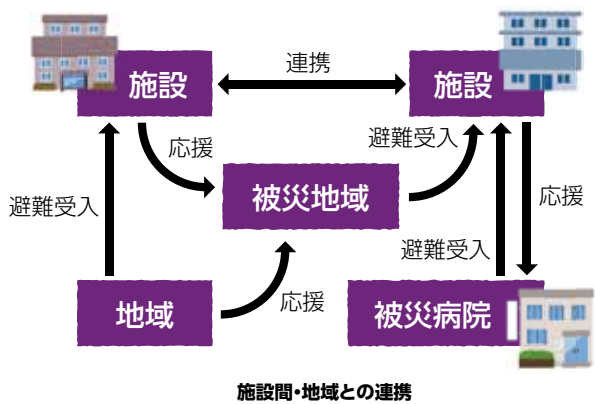 連携
施設
施設
応援
避難受入
被災地域
避難受入
応援
避難受入
応援
地域
被災病院
施設間・地域との連携